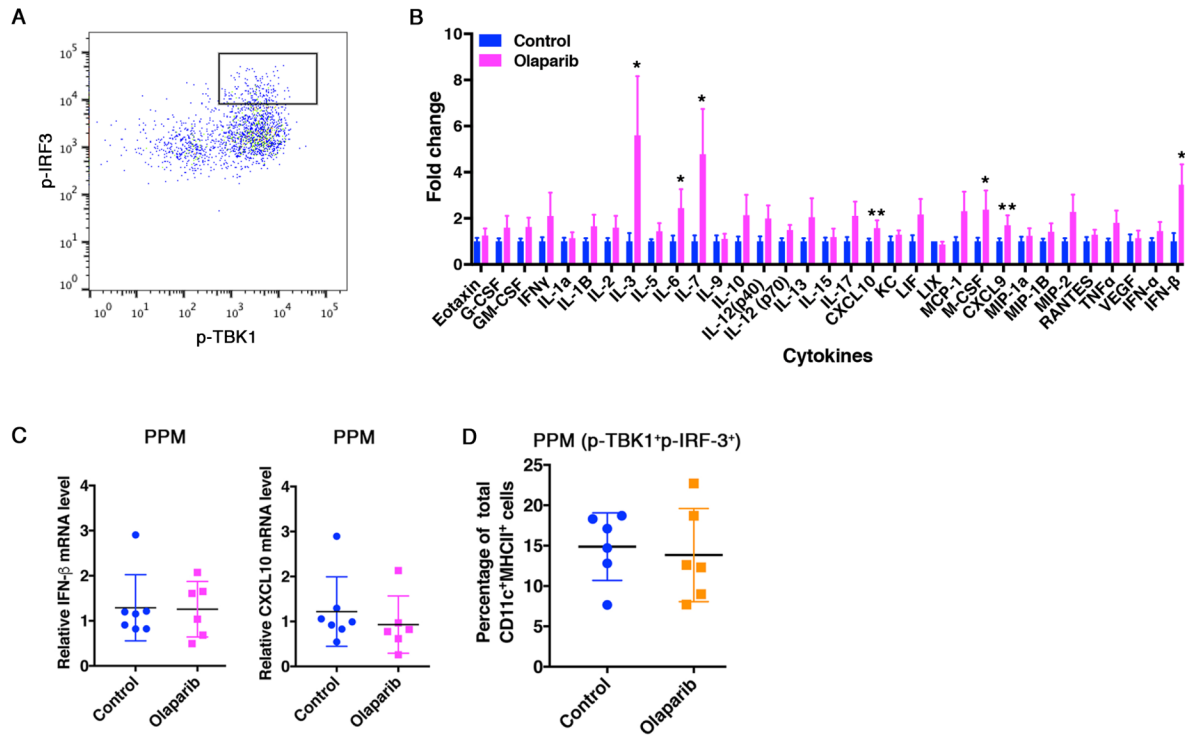 A
p-IRF3
10⁵
10⁴
10³
10²
10¹
10⁰
10⁰ 10¹ 10² 10³ 10⁴ 10⁵
p-TBK1
B
Fold change
10
8
6
4
2
0
Control
Olaparib
* * * ** * ** *
Eotaxin
G-CSF
GM-CSF
IFNγ
IL-1a
IL-1B
IL-2
IL-3
IL-5
IL-6
IL-7
IL-9
IL-10
IL-12(p40)
IL-12 (p70)
IL-13
IL-15
IL-17
CXCL10
KC
LIF
LIX
MCP-1
M-CSF
CXCL9
MIP-1a
MIP-1B
MIP-2
RANTES
TNFα
VEGF
IFN-α
IFN-β
Cytokines
C
PPM
Relative IFN-β mRNA level
4
3
2
1
0
Control
Olaparib
PPM
Relative CXCL10 mRNA level
4
3
2
1
0
Control
Olaparib
D
PPM (p-TBK1⁺p-IRF-3⁺)
Percentage of total
CD11c⁺MHCII⁺ cells
25
20
15
10
5
0
Control
Olaparib